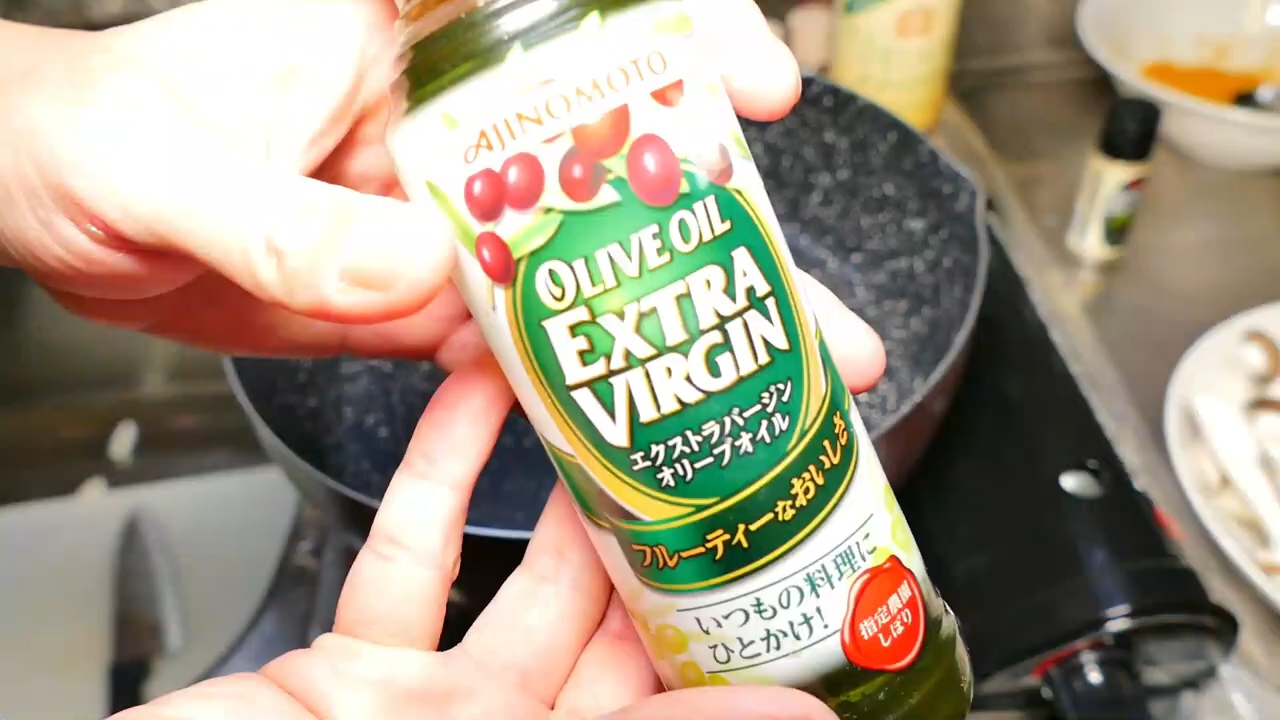 AJINOMOTO
OLIVE OIL
EXTRA
VIRGIN
エクストラバージン
オリーブオイル
フルーティーなおいしさ
いつもの料理に
ひとかけ!
指定農園
しぼり